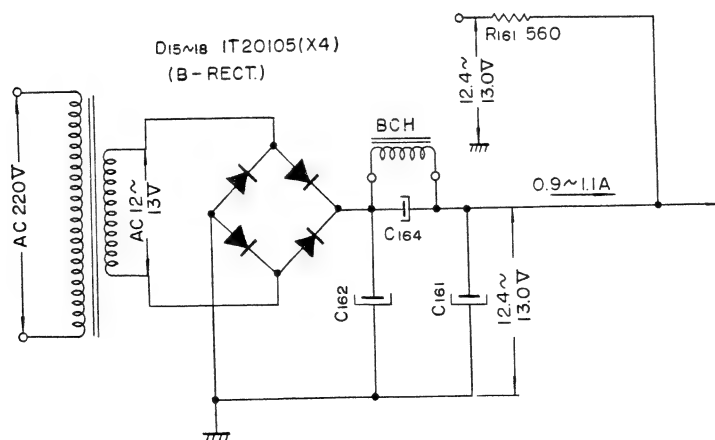 D15~18 1T20105(X4)
(B-RECT.)
R161 560
12.4~
13.0V
BCH
AC 220V
AC 12~
13V
0.9~1.1A
C164
C162
C161
12.4~
13.0V